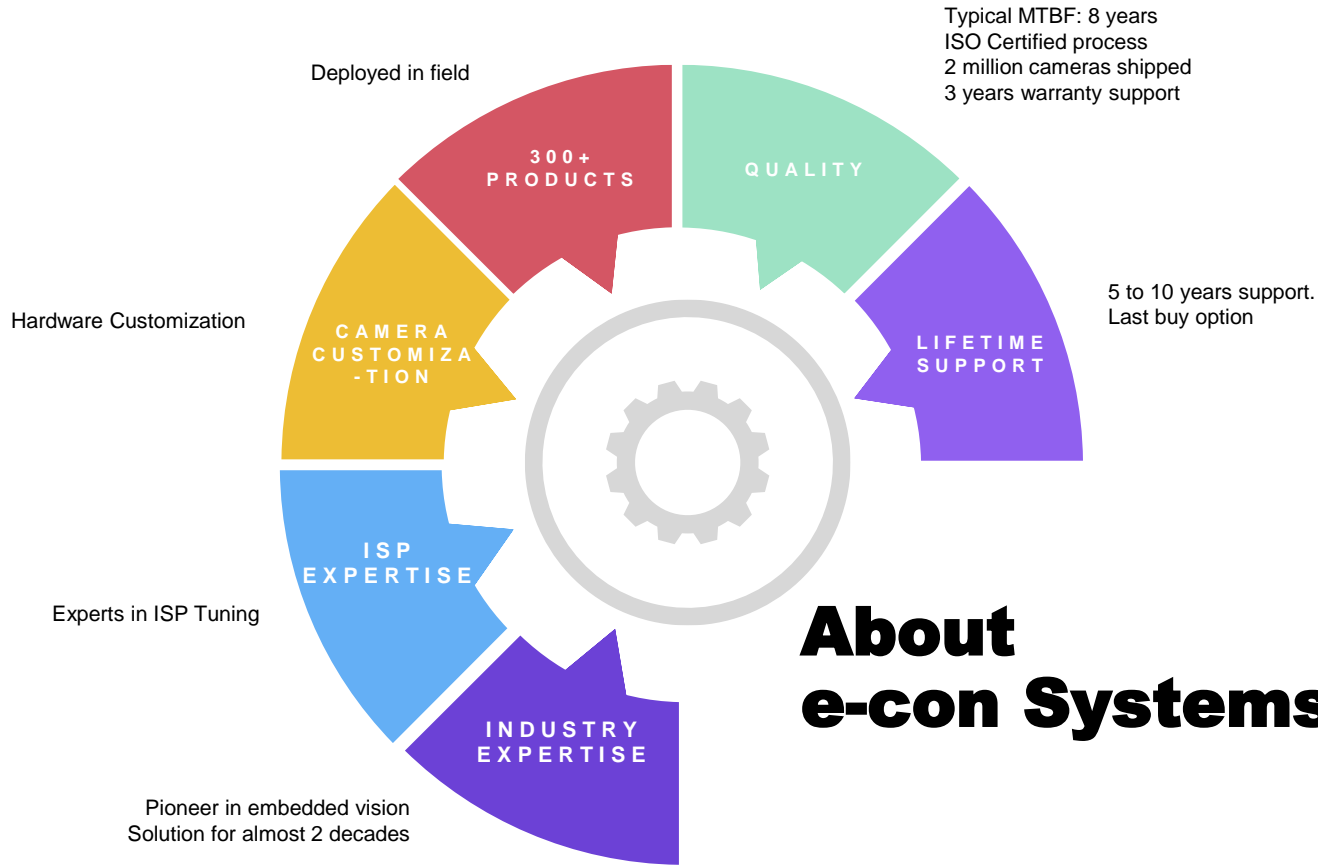 Typical MTBF: 8 years
ISO Certified process
2 million cameras shipped
3 years warranty support
Deployed in field
300+
PRODUCTS
QUALITY
Hardware Customization
CAMERA
CUSTOMIZA
-TION
LIFETIME
SUPPORT
5 to 10 years support.
Last buy option
ISP
EXPERTISE
Experts in ISP Tuning
INDUSTRY
EXPERTISE
Pioneer in embedded vision
Solution for almost 2 decades
About
e-con Systems